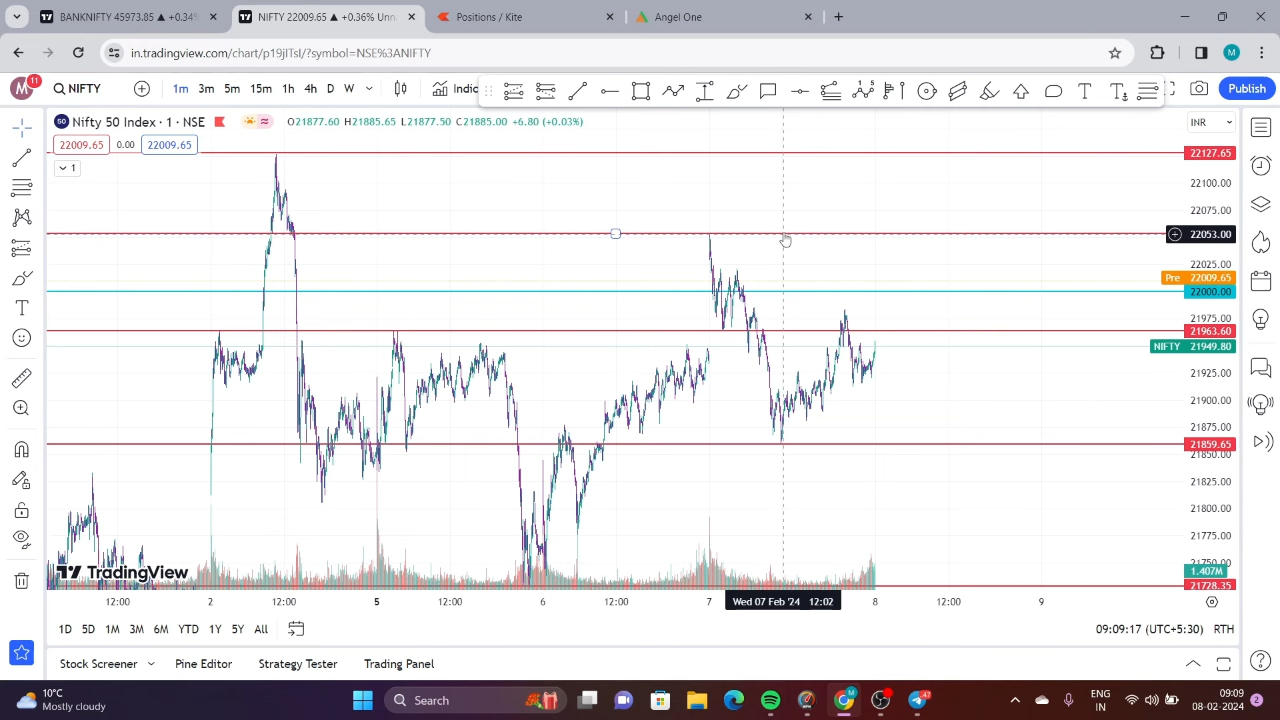 BANKNIFTY 45973.85 ▲ +0.34%
NIFTY 22009.65 ▲ +0.36% Unna
Positions / Kite
Angel One
in.tradingview.com/chart/p19jITsI/?symbol=NSE%3ANIFTY
M
M
11
NIFTY
1m
3m
5m
15m
1h
4h
D
W
Indic
Publish
50
Nifty 50 Index · 1 · NSE
O21877.60 H21885.65 L21877.50 C21885.00 +6.80 (+0.03%)
INR
22009.65
0.00
22009.65
1
22127.65
22100.00
22075.00
22053.00
22025.00
Pre 22009.65
22000.00
21975.00
21963.60
NIFTY 21949.80
21925.00
21900.00
21875.00
21859.65
21850.00
21825.00
21800.00
21775.00
21750.00
1.407M
21728.35
TradingView
12:00
2
12:00
5
12:00
6
12:00
7
Wed 07 Feb '24 12:02
8
12:00
9
1D
5D
1M
3M
6M
YTD
1Y
5Y
All
09:09:17 (UTC+5:30)
RTH
Stock Screener
Pine Editor
Strategy Tester
Trading Panel
10°C
Mostly cloudy
Search
ENG
IN
09:09
08-02-2024
2